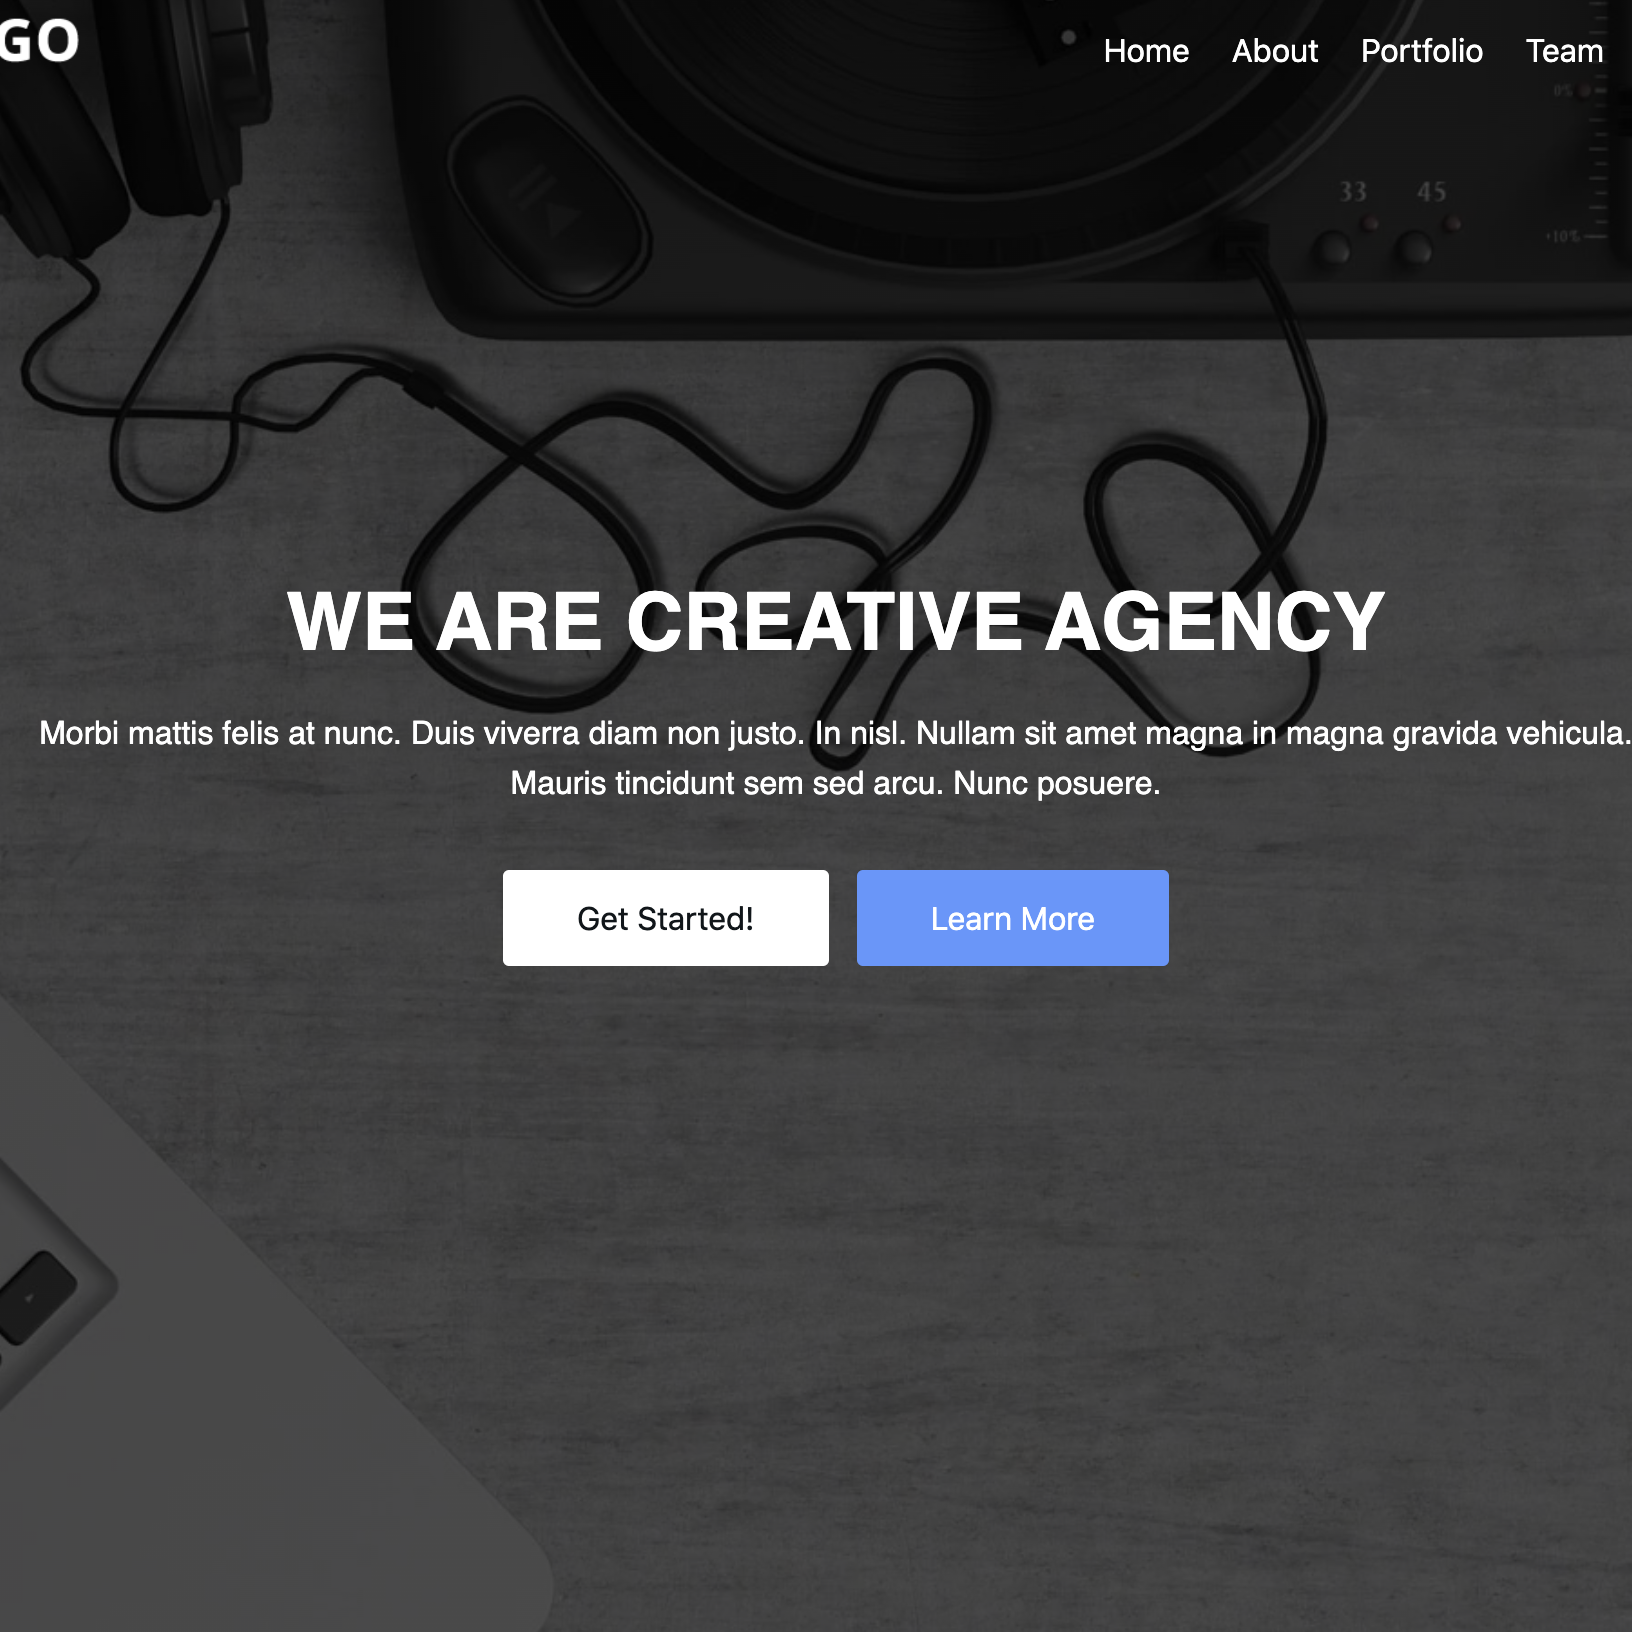 GO
Home About Portfolio Team
0%
33 45
+10%
WE ARE CREATIVE AGENCY
Morbi mattis felis at nunc. Duis viverra diam non justo. In nisl. Nullam sit amet magna in magna gravida vehicula.
Mauris tincidunt sem sed arcu. Nunc posuere.
Get Started! Learn More